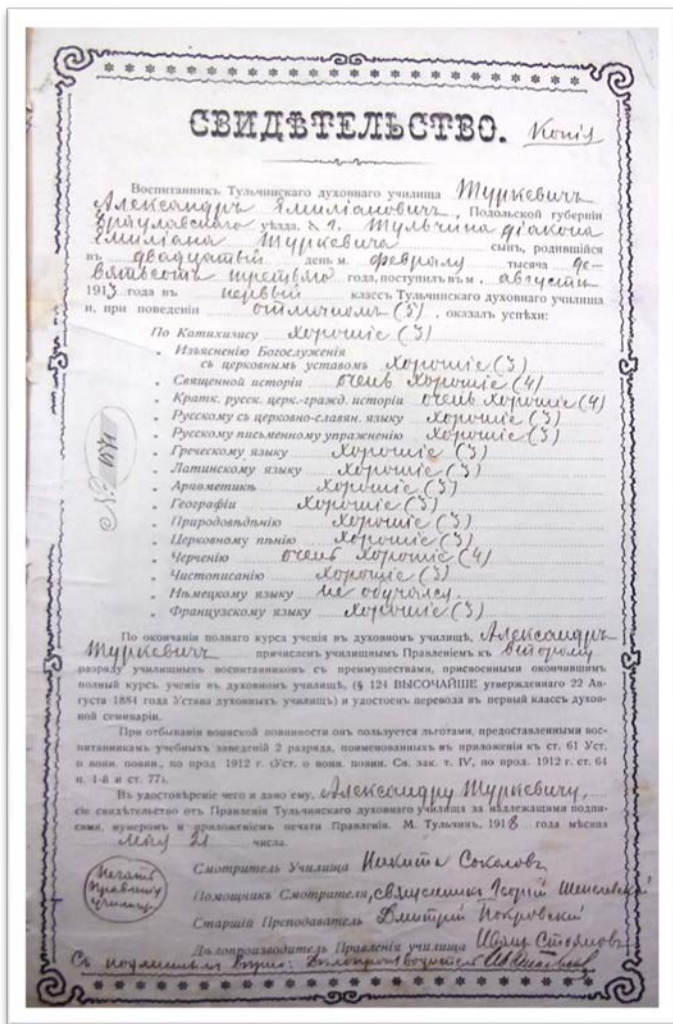 СВИДѢТЕЛЬСТВО. Копія
Воспитанникъ Тульчинскаго духовнаго училища Туркевичъ
Александръ Емиліановичъ, Подольской губерніи
Брацлавскаго уѣзда, м. Тульчина діакона
Емиліана Туркевича сынъ, родившійся
въ двадцатый день м. февралу тысяча де-
вятьсотъ третьяго года, поступилъ въ м. августѣ
1913 года въ первый классъ Тульчинскаго духовнаго училища
и, при поведеніи отличномъ (5), оказалъ успѣхи:
По Катихизису хорошіе (3)
„ Изъясненію Богослуженія
съ церковнымъ уставомъ хорошіе (3)
„ Священной исторіи очень хорошіе (4)
„ Кратк. русск. церк.-гражд. исторіи очень хорошіе (4)
„ Русскому съ церковно-славян. языку хорошіе (3)
„ Русскому письменному упражненію хорошіе (3)
„ Греческому языку хорошіе (3)
„ Латинскому языку хорошіе (3)
„ Ариѳметикѣ хорошіе (3)
„ Географіи хорошіе (3)
„ Природовѣдѣнію хорошіе (3)
„ Церковному пѣнію хорошіе (3)
„ Черченію очень хорошіе (4)
„ Чистописанію хорошіе (3)
„ Нѣмецкому языку не обучался
„ Французскому языку хорошіе (3)
По окончаніи полнаго курса ученія въ духовномъ училищѣ, Александръ
Туркевичъ причисленъ училищнымъ Правленіемъ къ второму
разряду училищныхъ воспитанниковъ съ преимуществами, присвоенными окончившимъ
полный курсъ ученія въ духовномъ училищѣ, (§ 124 ВЫСОЧАЙШЕ утвержденнаго 22 Ав-
густа 1884 года Устава духовныхъ училищъ) и удостоенъ перевода въ первый классъ духов-
ной семинаріи.
При отбываніи воинской повинности онъ пользуется льготами, предоставленными вос-
питанникамъ учебныхъ заведеній 2 разряда, поименованныхъ въ приложеніи къ ст. 61 Уст.
о воин. повин., по прод. 1912 г. (Уст. о воин. повин. Св. зак. т. IV, по прод. 1912 г. ст. 64
п. 1-й и ст. 77).
Въ удостовѣреніе чего и дано ему, Александру Туркевичу,
сіе свидѣтельство отъ Правленія Тульчинскаго духовнаго училища за надлежащими подпи-
сами, нумеромъ и приложеніемъ печати Правленія. М. Тульчинъ, 1918 года мѣсяца
Мая 21 числа.
Смотритель Училища Никита Соколовъ
Помощникъ Смотрителя, священникъ Георгій
Старшій Преподаватель Дмитрій Покровскій
Дѣлопроизводитель Правленія училища Стояновъ
Печать
Правленія
училища
Съ подлиннымъ вѣрно: Дѣлопроизводитель